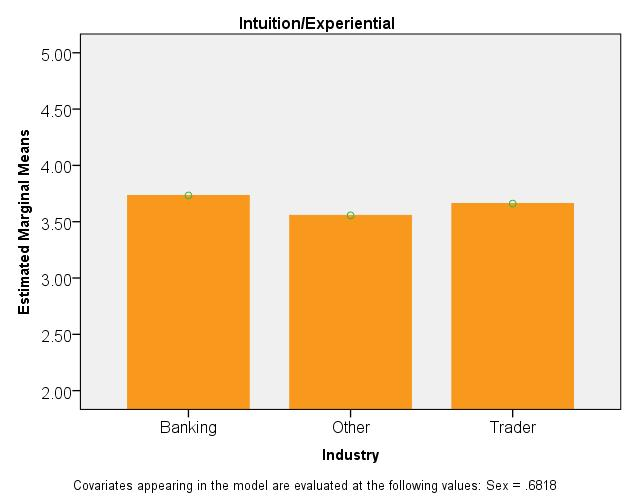 Intuition/Experiential
5.00
4.50
4.00
3.50
3.00
2.50
2.00
Estimated Marginal Means
Banking Other Trader
Industry
Covariates appearing in the model are evaluated at the following values: Sex = .6818